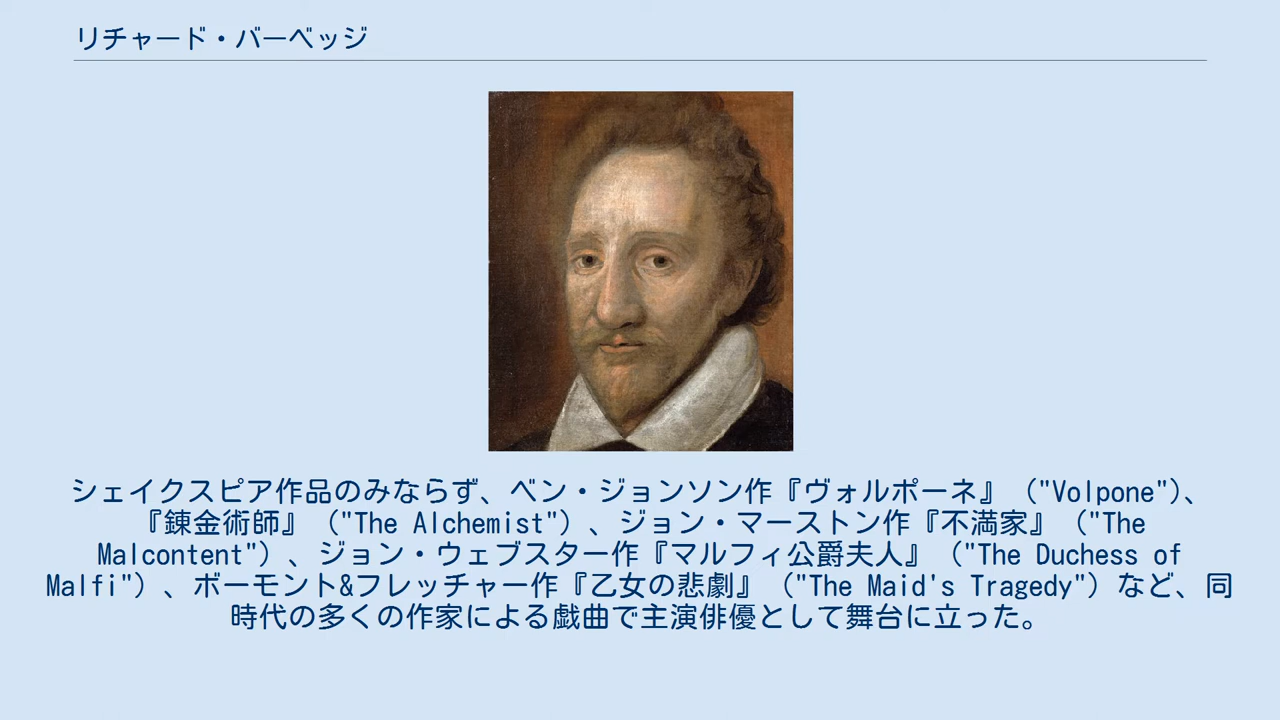 リチャード・バーベッジ
シェイクスピア作品のみならず、ベン・ジョンソン作『ヴォルポーネ』（"Volpone"）、
『錬金術師』（"The Alchemist"）、ジョン・マーストン作『不満家』（"The
Malcontent"）、ジョン・ウェブスター作『マルフィ公爵夫人』（"The Duchess of
Malfi"）、ボーモント&フレッチャー作『乙女の悲劇』（"The Maid's Tragedy"）など、同
時代の多くの作家による戯曲で主演俳優として舞台に立った。